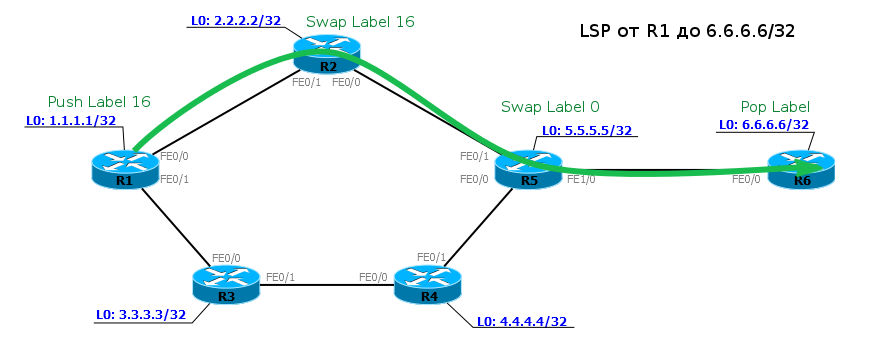 Swap Label 16
L0: 2.2.2.2/32
LSP от R1 до 6.6.6.6/32
R2
FE0/1
FE0/0
Push Label 16
L0: 1.1.1.1/32
Swap Label 0
Pop Label
L0: 5.5.5.5/32
L0: 6.6.6.6/32
FE0/0
FE0/1
R1
FE0/1
FE0/0
R5
FE1/0
FE0/0
R6
FE0/0
FE0/1
R3
L0: 3.3.3.3/32
FE0/1
FE0/0
R4
L0: 4.4.4.4/32